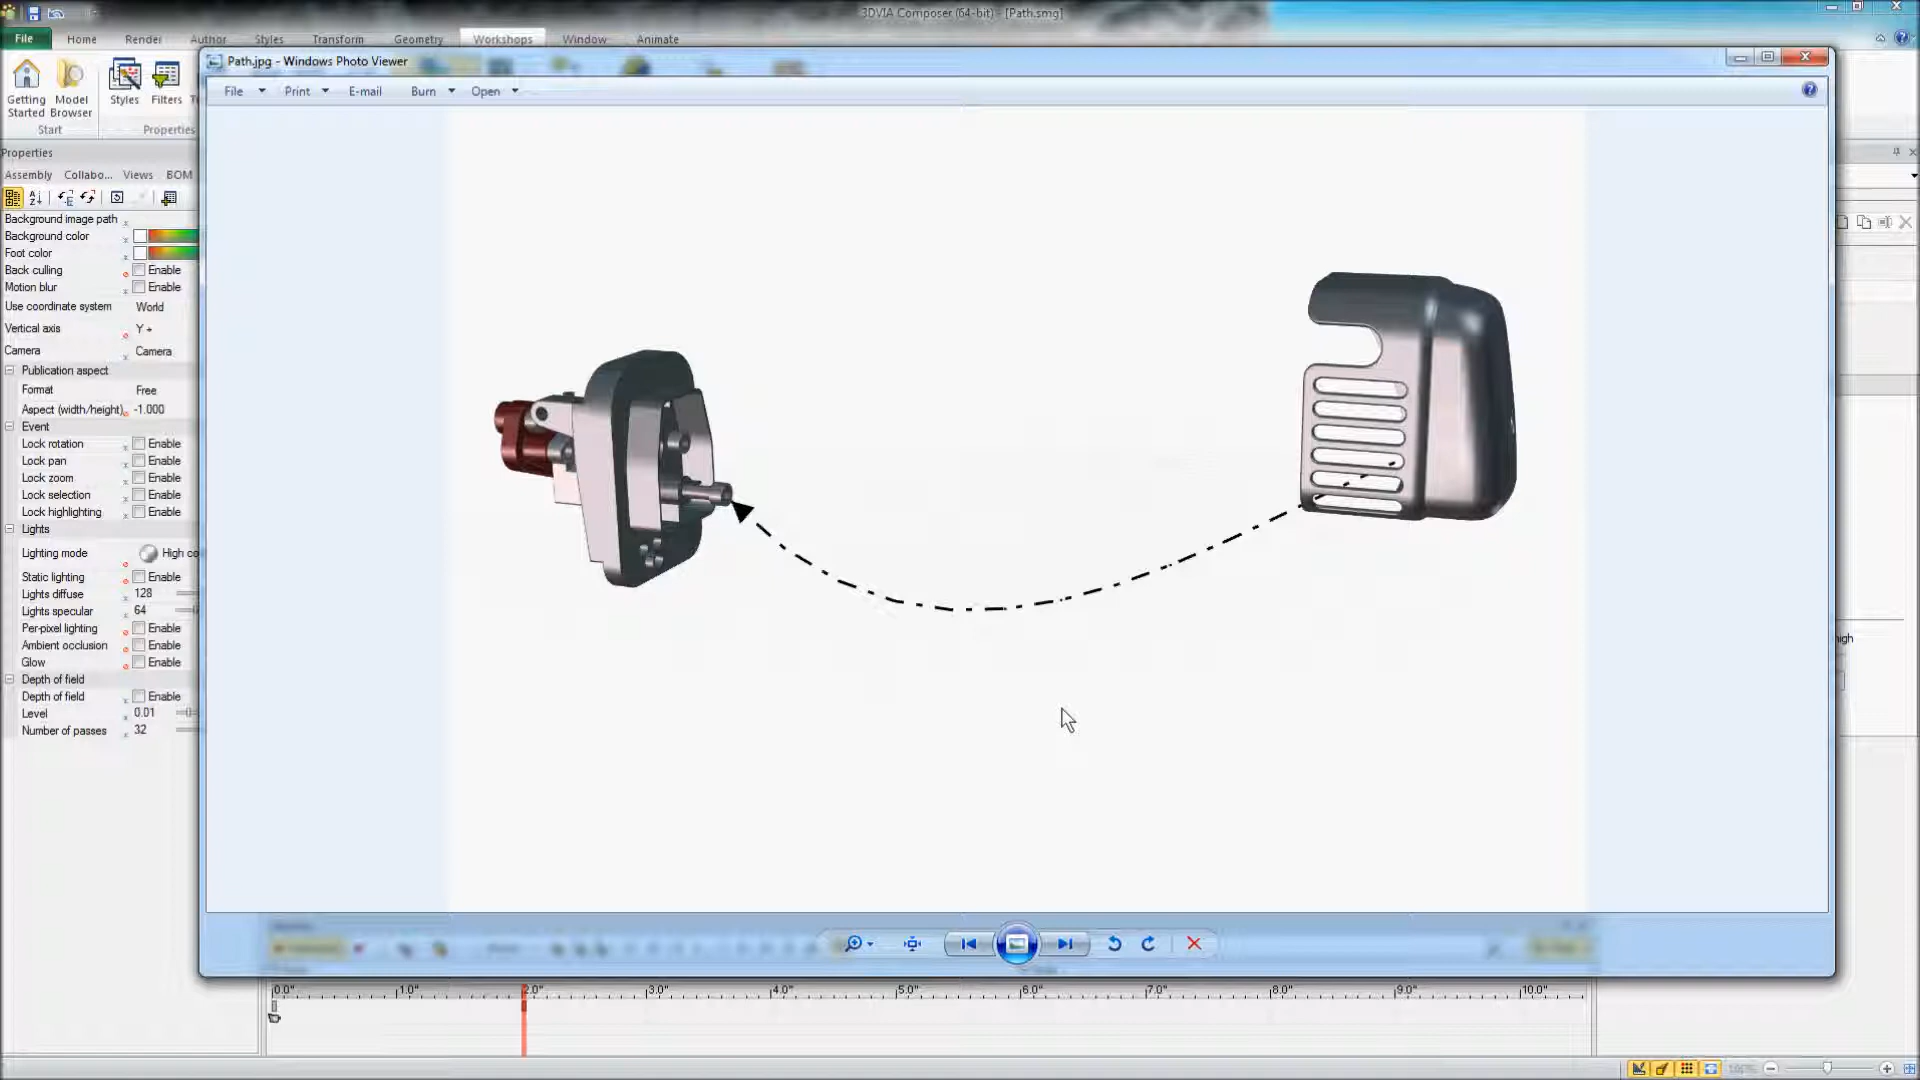 3DVIA Composer (64-bit) - [Path.smg]
File Home Render Author Styles Transform Geometry Workshops Window Animate
Path.jpg - Windows Photo Viewer
File Print E-mail Burn Open
Getting Started Model Browser Styles Filters
Start Properties
Properties
Assembly Collabo... Views BOM
Background image path
Background color
Foot color
Back culling Enable
Motion blur Enable
Use coordinate system World
Vertical axis Y +
Camera Camera
Publication aspect
Format Free
Aspect (width/height) -1.000
Event
Lock rotation Enable
Lock pan Enable
Lock zoom Enable
Lock selection Enable
Lock highlighting Enable
Lights
Lighting mode High co
Static lighting Enable
Lights diffuse 128
Lights specular 64
Per-pixel lighting Enable
Ambient occlusion Enable
Glow Enable
Depth of field
Depth of field Enable
Level 0.01
Number of passes 32
0.0" 1.0" 2.0" 3.0" 4.0" 5.0" 6.0" 7.0" 8.0" 9.0" 10.0"